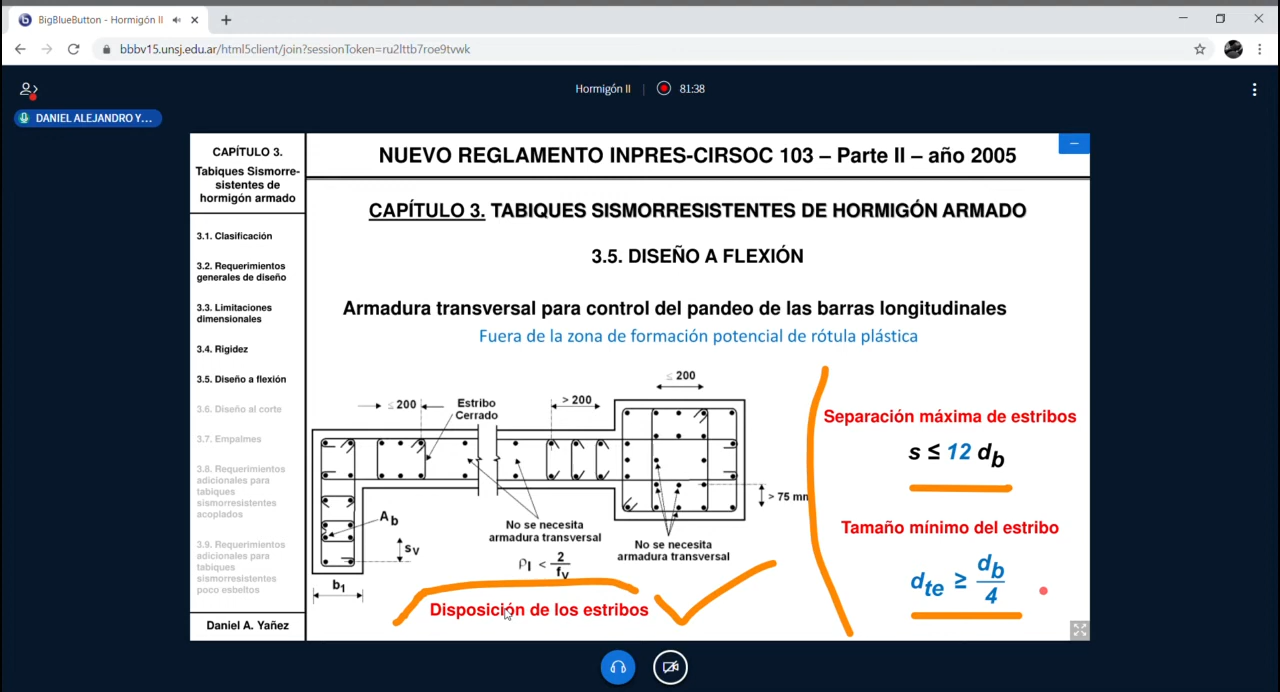 BigBlueButton - Hormigón II
bbbv15.unsj.edu.ar/html5client/join?sessionToken=ru2lttb7roe9tvwk
Hormigón II
81:38
DANIEL ALEJANDRO Y...
CAPÍTULO 3.
Tabiques Sismorre-
sistentes de
hormigón armado
3.1. Clasificación
3.2. Requerimientos
generales de diseño
3.3. Limitaciones
dimensionales
3.4. Rigidez
3.5. Diseño a flexión
3.6. Diseño al corte
3.7. Empalmes
3.8. Requerimientos
adicionales para
tabiques
sismorresistentes
acoplados
3.9. Requerimientos
adicionales para
tabiques
sismorresistentes
poco esbeltos
Daniel A. Yañez
NUEVO REGLAMENTO INPRES-CIRSOC 103 – Parte II – año 2005
CAPÍTULO 3. TABIQUES SISMORRESISTENTES DE HORMIGÓN ARMADO
3.5. DISEÑO A FLEXIÓN
Armadura transversal para control del pandeo de las barras longitudinales
Fuera de la zona de formación potencial de rótula plástica
≤ 200
Estribo
Cerrado
> 200
≤ 200
> 75 mm
Ab
sv
b1
No se necesita
armadura transversal
No se necesita
armadura transversal
ρl < 2/fv
Disposición de los estribos
Separación máxima de estribos
s ≤ 12 db
Tamaño mínimo del estribo
dte ≥ db/4